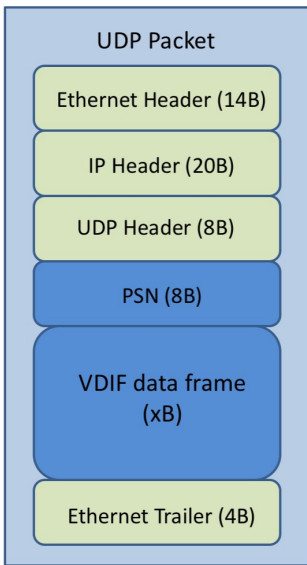 UDP Packet
Ethernet Header (14B)
IP Header (20B)
UDP Header (8B)
PSN (8B)
VDIF data frame
(xB)
Ethernet Trailer (4B)